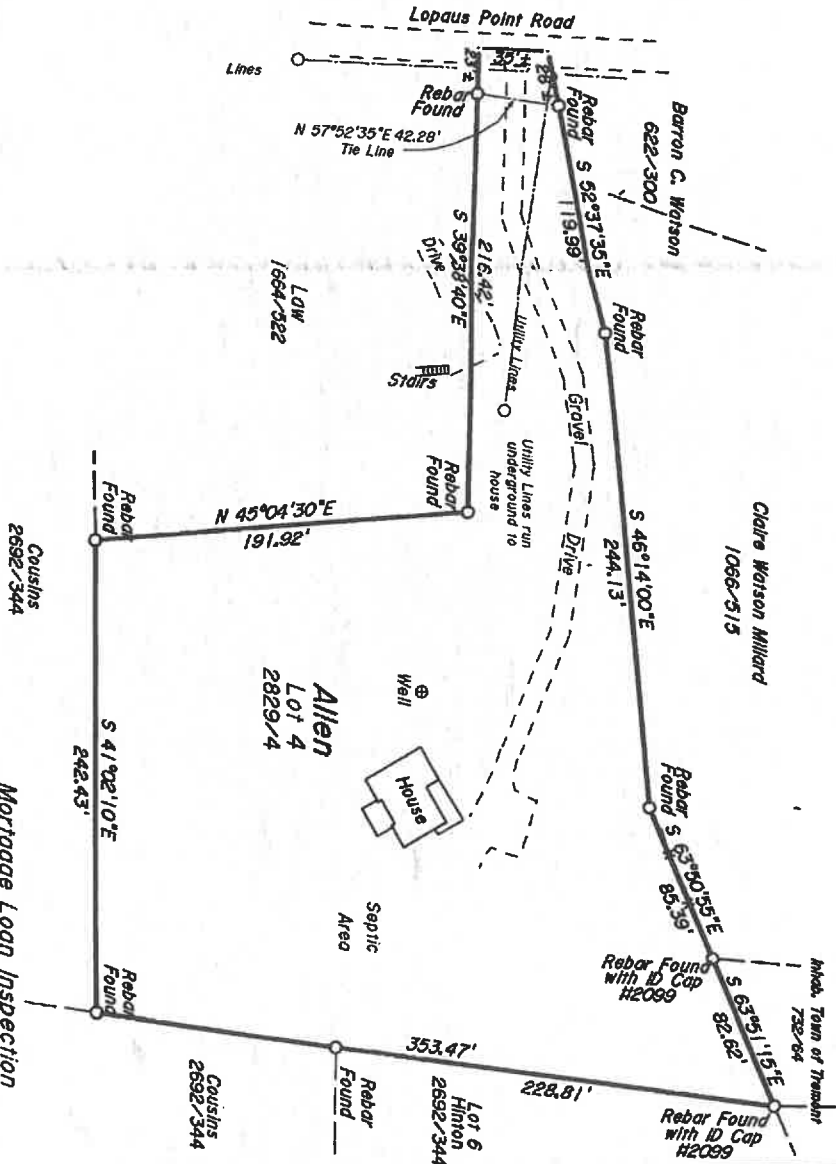 Lopaus Point Road
35'±
23'±
28'±
Lines
Rebar
Found
Rebar
Found
N 57°52'35"E 42.28'
Tie Line
Barron C. Watson
622/300
S 52°37'35"E
119.99'
Rebar
Found
216.42'
S 39°38'40"E
Drive
Law
1664/522
Stairs
Utility Lines
Gravel
Drive
Utility Lines run
underground to
house
Rebar
Found
Claire Watson Millard
1066/515
S 46°14'00"E
244.13'
N 45°04'30"E
191.92'
Rebar
Found
Cousins
2692/344
Well
Allen
Lot 4
2829/4
House
Septic
Area
Rebar
Found
S 63°50'55"E
85.39'
Rebar Found
with ID Cap
#2099
Inhab. Town of Tremont
732/64
S 63°51'15"E
82.62'
Rebar Found
with ID Cap
#2099
S 41°02'10"E
242.43'
Rebar
Found
353.47'
228.81'
Rebar
Found
Cousins
2692/344
Lot 6
Hinton
2692/344
Mortgage Loan Inspection